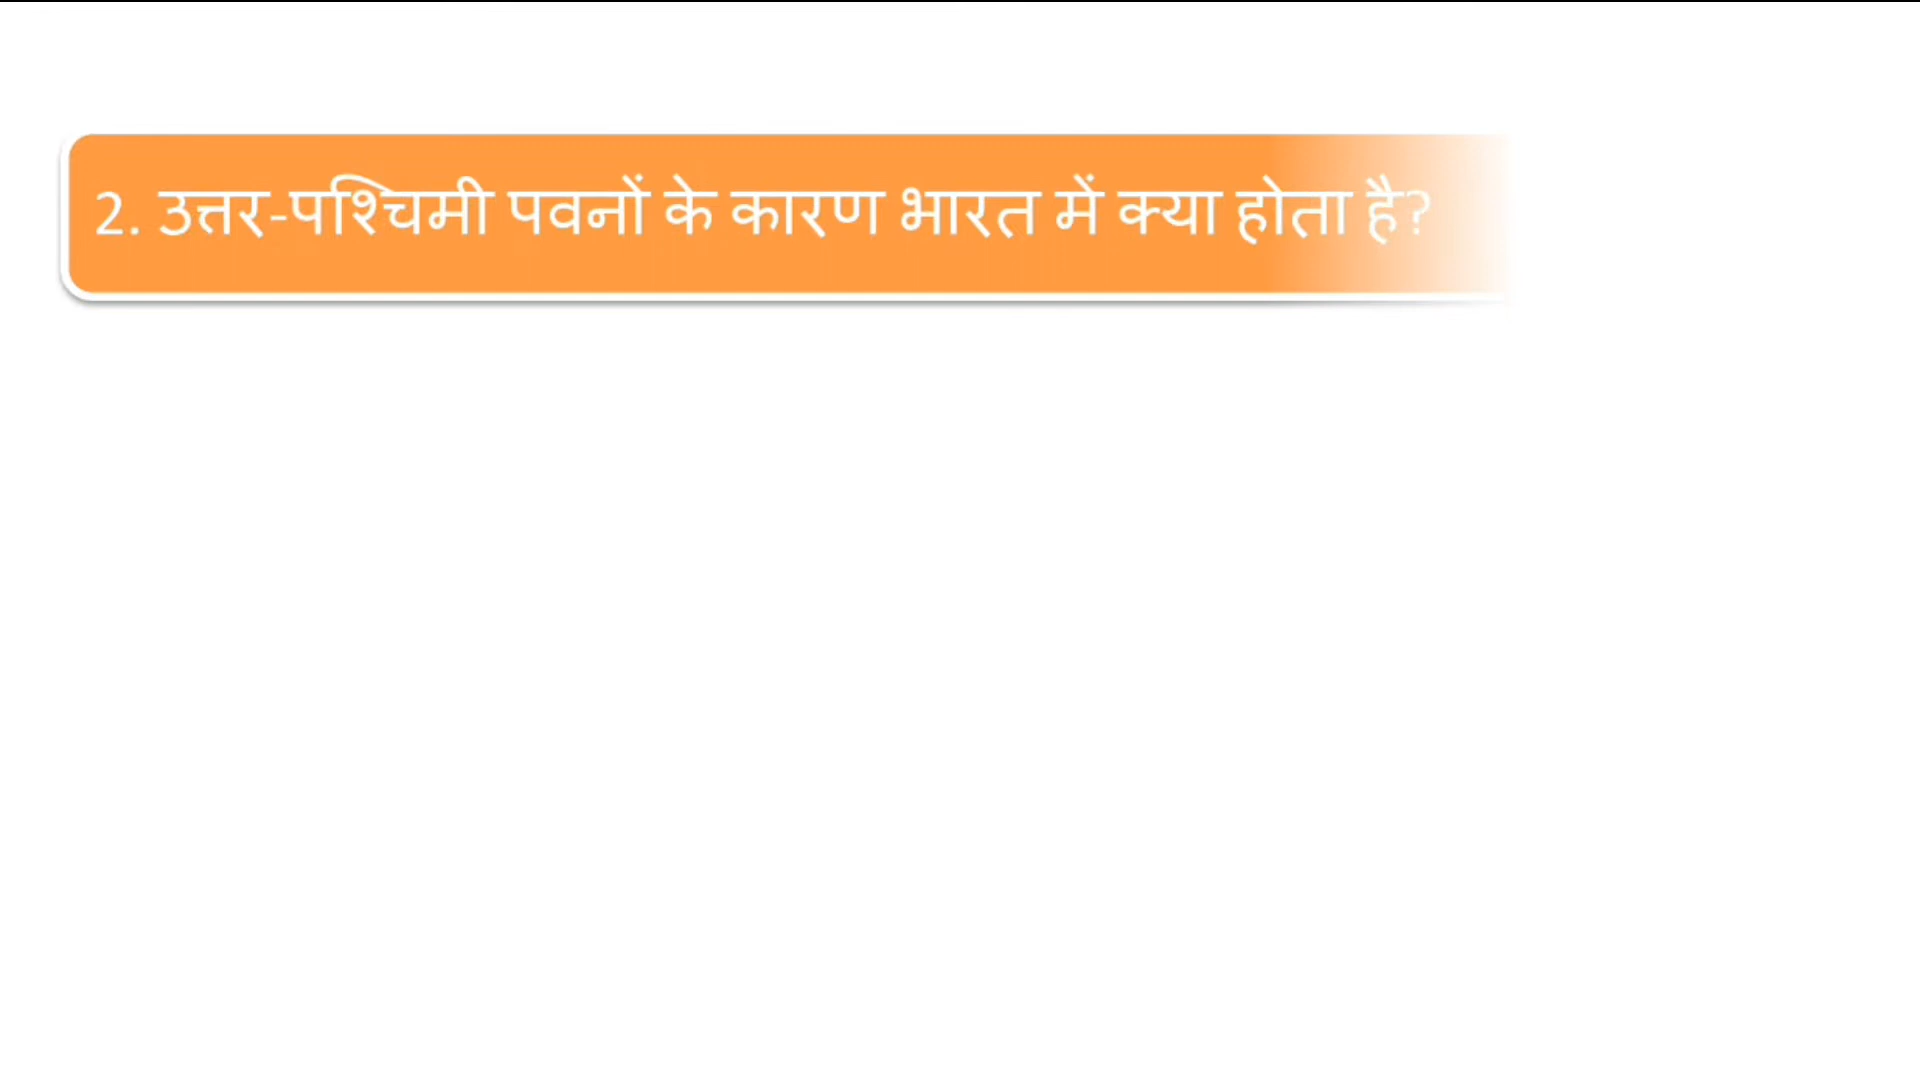 2. उत्तर-पश्चिमी पवनों के कारण भारत में क्या होता है?